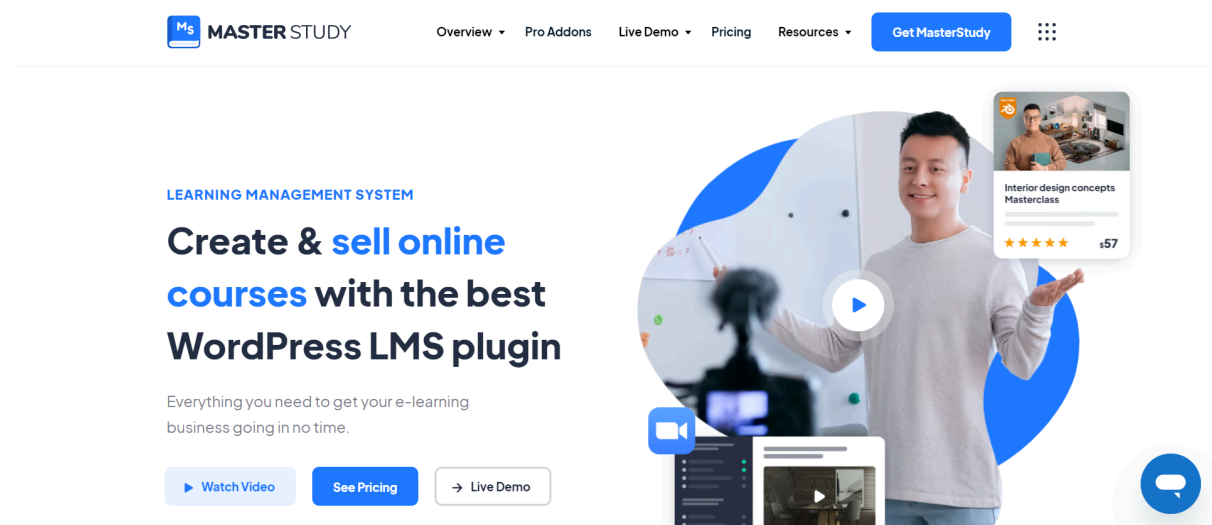 MS MASTER STUDY
Overview Pro Addons Live Demo Pricing Resources Get MasterStudy
LEARNING MANAGEMENT SYSTEM
Create & sell online
courses with the best
WordPress LMS plugin
Everything you need to get your e-learning
business going in no time.
Watch Video See Pricing Live Demo
Interior design concepts
Masterclass
$57